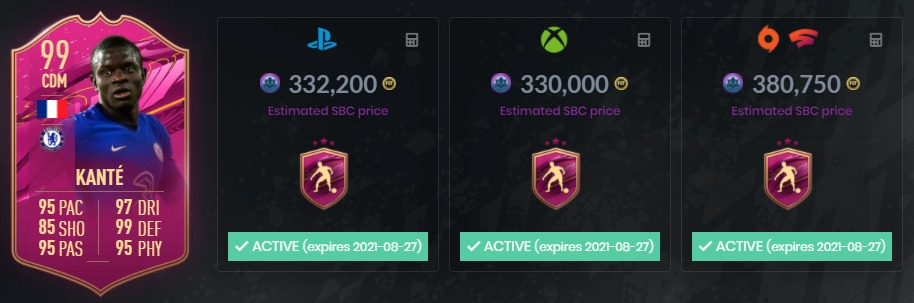 99
CDM
KANTÉ
95 PAC 97 DRI
85 SHO 99 DEF
95 PAS 95 PHY
332,200
Estimated SBC price
ACTIVE (expires 2021-08-27)
330,000
Estimated SBC price
ACTIVE (expires 2021-08-27)
380,750
Estimated SBC price
ACTIVE (expires 2021-08-27)